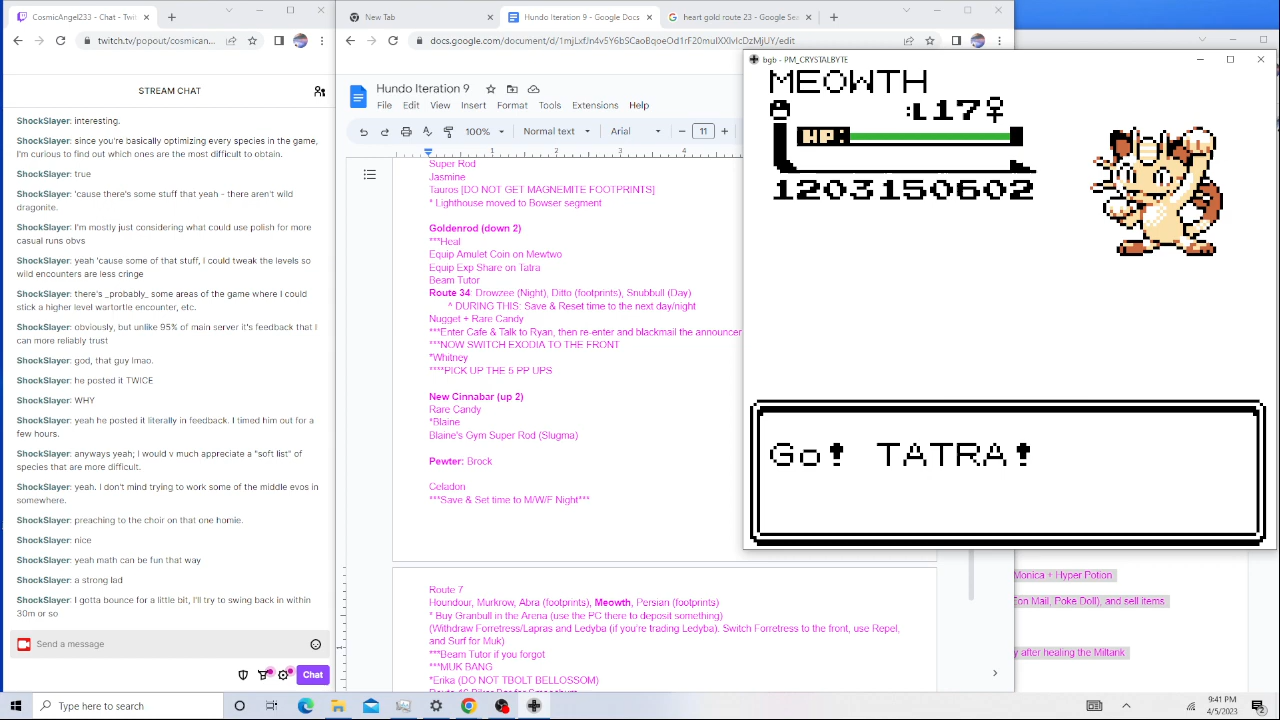 CosmicAngel233 - Chat - Twit
twitch.tv/popout/cosmican...
STREAM CHAT
ShockSlayer: interesting.
ShockSlayer: since you're basically optimizing every species in the game,
I'm curious to find out which ones are the most difficult to obtain.
ShockSlayer: true
ShockSlayer: 'cause there's some stuff that yeah - there aren't wild
dragonite.
ShockSlayer: I'm mostly just considering what could use polish for more
casual runs obvs
ShockSlayer: yeah 'cause some of that stuff, I could tweak the levels so
wild encounters are less cringe
ShockSlayer: there's _probably_ some areas of the game where I could
stick a higher level wartortle encounter, etc.
ShockSlayer: obviously, but unlike 95% of main server it's feedback that I
can more reliably trust
ShockSlayer: god, that guy lmao.
ShockSlayer: he posted it TWICE
ShockSlayer: WHY
ShockSlayer: yeah he posted it literally in feedback. I timed him out for a
few hours.
ShockSlayer: anyways yeah; I would v much appreciate a "soft list" of
species that are more difficult.
ShockSlayer: yeah. I don't mind trying to work some of the middle evos in
somewhere.
ShockSlayer: preaching to the choir on that one homie.
ShockSlayer: nice
ShockSlayer: yeah math can be fun that way
ShockSlayer: a strong lad
ShockSlayer: I gotta bounce for a little bit, I'll try to swing back in within
30m or so
Send a message
Chat
New Tab
Hundo Iteration 9 - Google Docs
heart gold route 23 - Google Se
Hundo Iteration 9
File Edit View Insert Format Tools Extensions Help
100% Normal text Arial 11
1 2 3 4
Super Rod
Jasmine
Tauros [DO NOT GET MAGNEMITE FOOTPRINTS]
* Lighthouse moved to Bowser segment
Goldenrod (down 2)
***Heal
Equip Amulet Coin on Mewtwo
Equip Exp Share on Tatra
Beam Tutor
Route 34: Drowzee (Night), Ditto (footprints), Snubbull (Day)
^ DURING THIS: Save & Reset time to the next day/night
Nugget + Rare Candy
***Enter Cafe & Talk to Ryan, then re-enter and blackmail the announcer
***NOW SWITCH EXODIA TO THE FRONT
*Whitney
****PICK UP THE 5 PP UPS
New Cinnabar (up 2)
Rare Candy
*Blaine
Blaine's Gym Super Rod (Slugma)
Pewter: Brock
Celadon
***Save & Set time to M/W/F Night***
Route 7
Houndour, Murkrow, Abra (footprints), Meowth, Persian (footprints)
* Buy Granbull in the Arena (use the PC there to deposit something)
(Withdraw Forretress/Lapras and Ledyba (if you're trading Ledyba). Switch Forretress to the front, use Repel,
and Surf for Muk)
***Beam Tutor if you forgot
***MUK BANG
*Erika (DO NOT TBOLT BELLOSSOM)
bgb - PM_CRYSTALBYTE
MEOWTH
:L17♀
HP:
1203150602
Go! TATRA!
Monica + Hyper Potion
Eon Mail, Poke Doll), and sell items
y after healing the Miltank
Type here to search
9:41 PM
4/5/2023
2